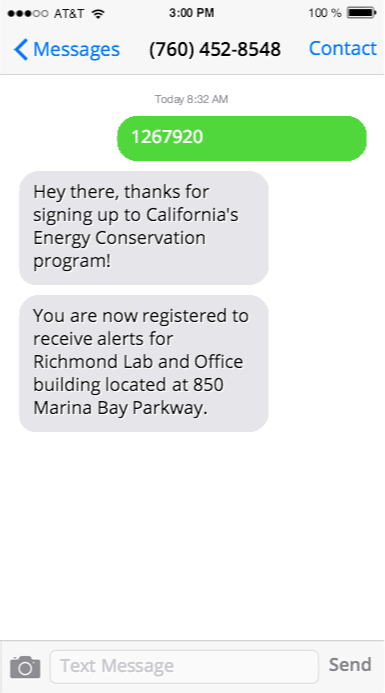 AT&T 3:00 PM 100 %
Messages (760) 452-8548 Contact
Today 8:32 AM
1267920
Hey there, thanks for
signing up to California's
Energy Conservation
program!
You are now registered to
receive alerts for
Richmond Lab and Office
building located at 850
Marina Bay Parkway.
Text Message Send